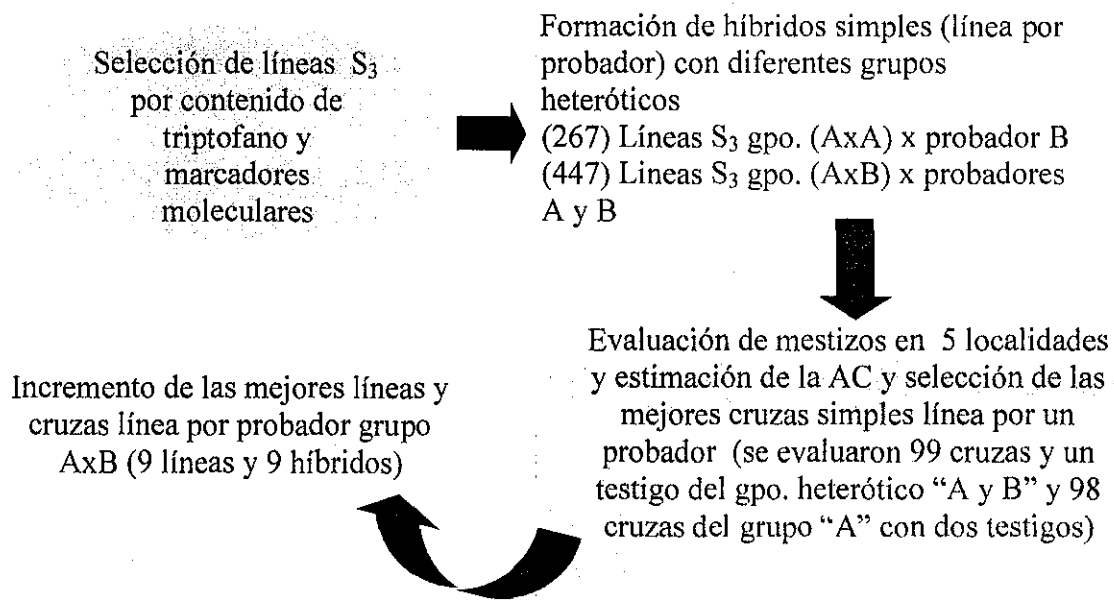 Selección de líneas S₃
por contenido de
triptofano y
marcadores
moleculares
Formación de híbridos simples (línea por
probador) con diferentes grupos
heteróticos
(267) Líneas S₃ gpo. (AxA) x probador B
(447) Lineas S₃ gpo. (AxB) x probadores
A y B
Evaluación de mestizos en 5 localidades
y estimación de la AC y selección de las
mejores cruzas simples línea por un
probador (se evaluaron 99 cruzas y un
testigo del gpo. heterótico “A y B” y 98
cruzas del grupo “A” con dos testigos)
Incremento de las mejores líneas y
cruzas línea por probador grupo
AxB (9 líneas y 9 híbridos)